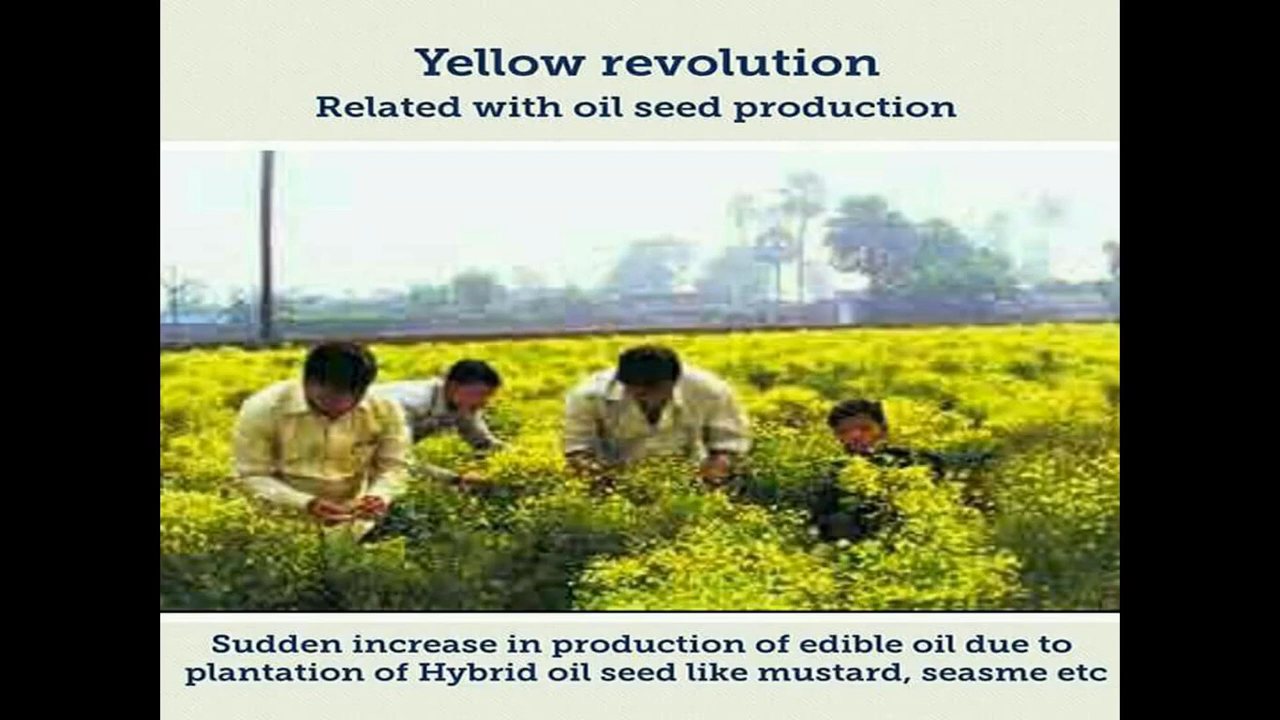 Yellow revolution
Related with oil seed production
Sudden increase in production of edible oil due to
plantation of Hybrid oil seed like mustard, seasme etc